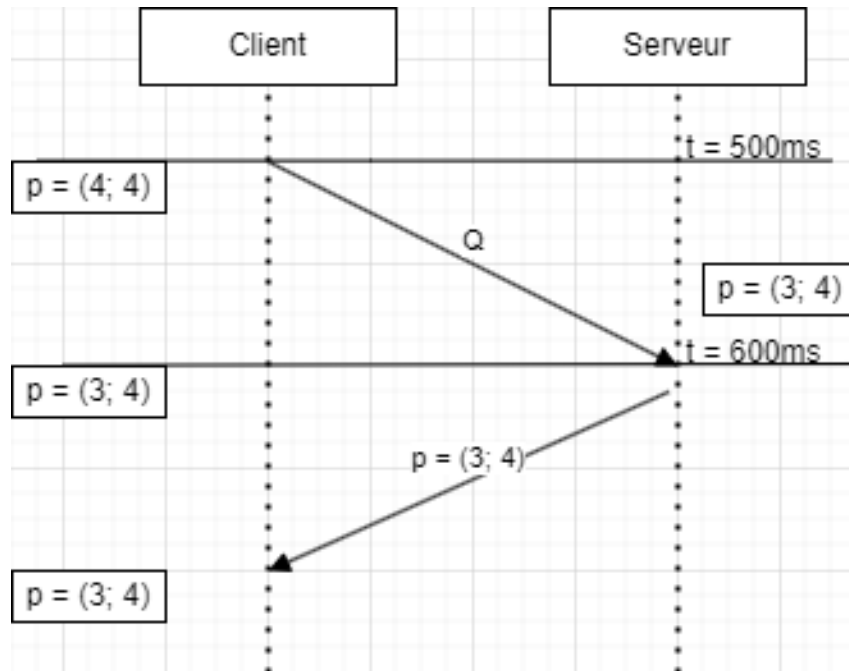 Client
Serveur
t = 500ms
p = (4; 4)
Q
p = (3; 4)
t = 600ms
p = (3; 4)
p = (3; 4)
p = (3; 4)